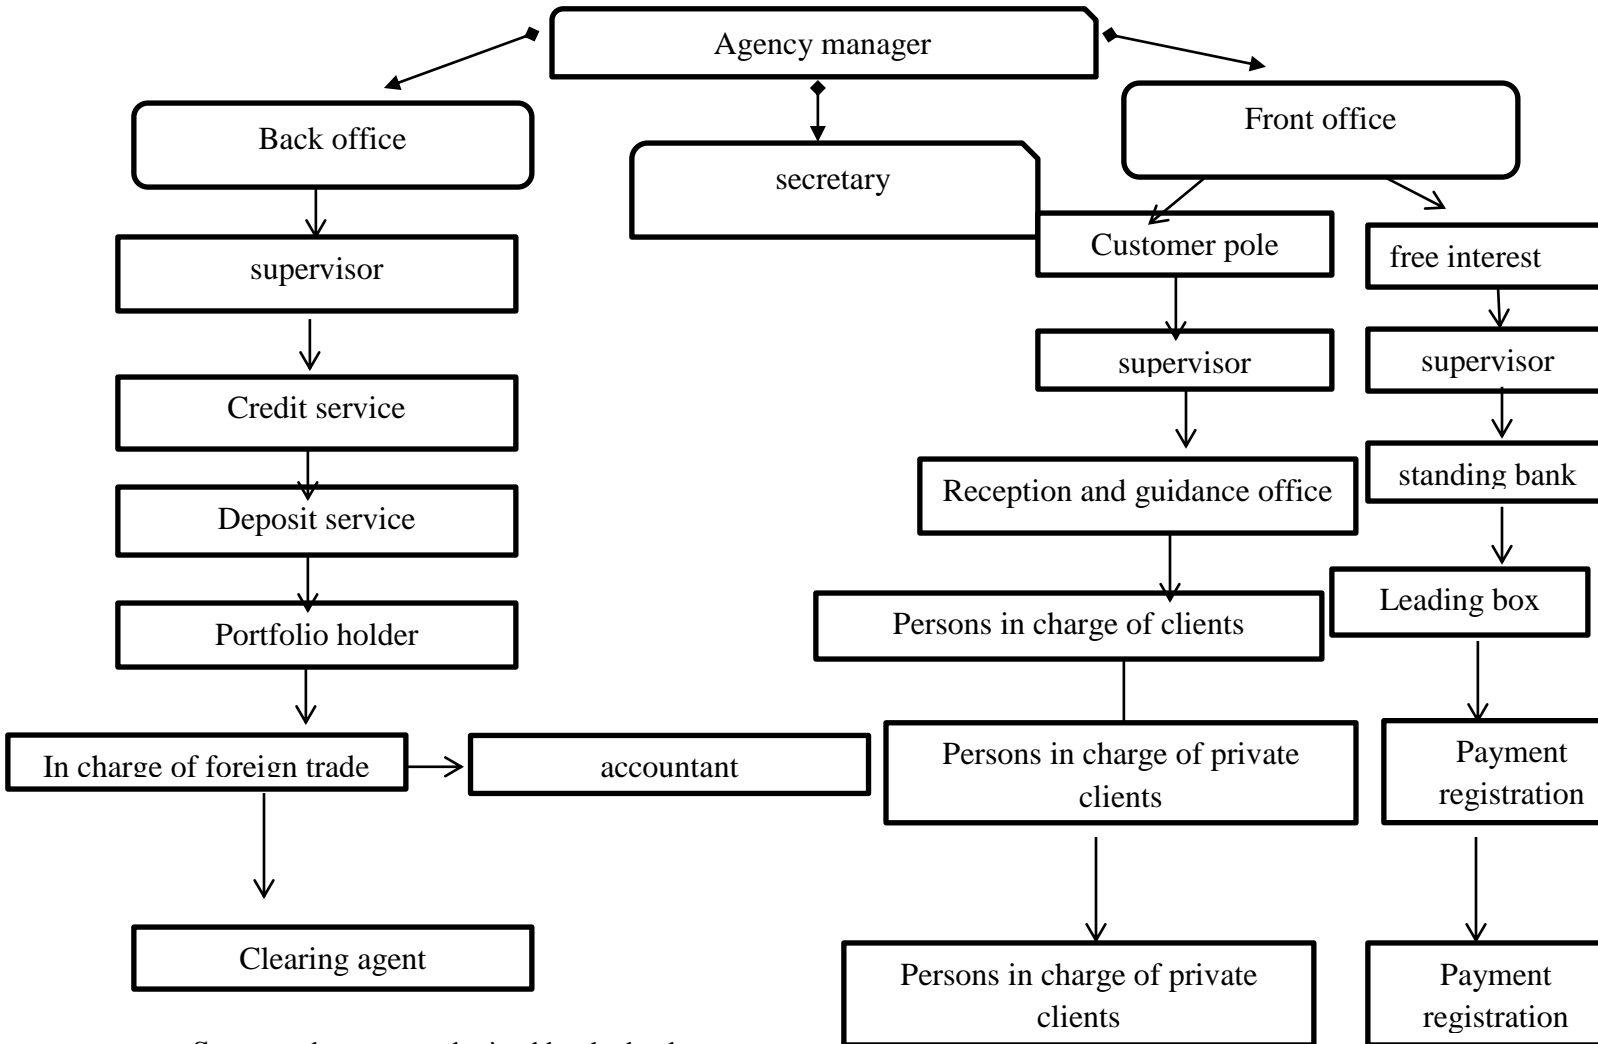 Agency manager
Back office
Front office
secretary
Customer pole
free interest
supervisor
supervisor
supervisor
Credit service
standing bank
Reception and guidance office
Deposit service
Leading box
Persons in charge of clients
Portfolio holder
In charge of foreign trade
accountant
Persons in charge of private
clients
Payment
registration
Clearing agent
Persons in charge of private
clients
Payment
registration